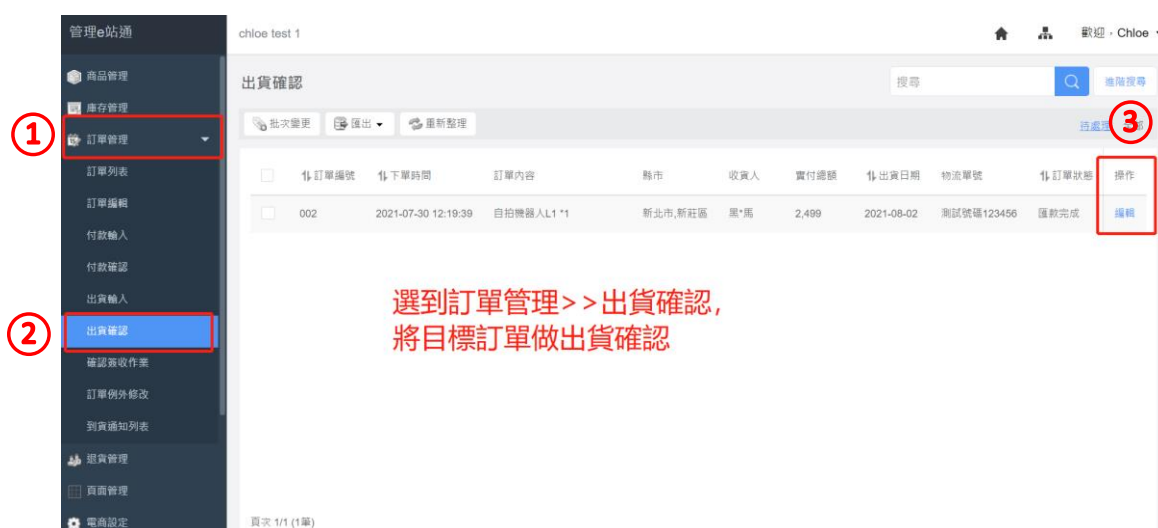 管理e站通
chloe test 1
歡迎，Chloe
商品管理
庫存管理
訂單管理
訂單列表
訂單編輯
付款輸入
付款確認
出貨輸入
出貨確認
確認簽收作業
訂單例外修改
到貨通知列表
退貨管理
頁面管理
電商設定
①
②
出貨確認
搜尋
進階搜尋
批次變更 匯出 重新整理
③
訂單編號 下單時間 訂單內容 縣市 收貨人 實付總額 出貨日期 物流單號 訂單狀態 操作
002 2021-07-30 12:19:39 自拍機器人L1 *1 新北市,新莊區 黑*馬 2,499 2021-08-02 測試號碼123456 匯款完成 編輯
選到訂單管理>>出貨確認,
將目標訂單做出貨確認
頁次 1/1 (1筆)